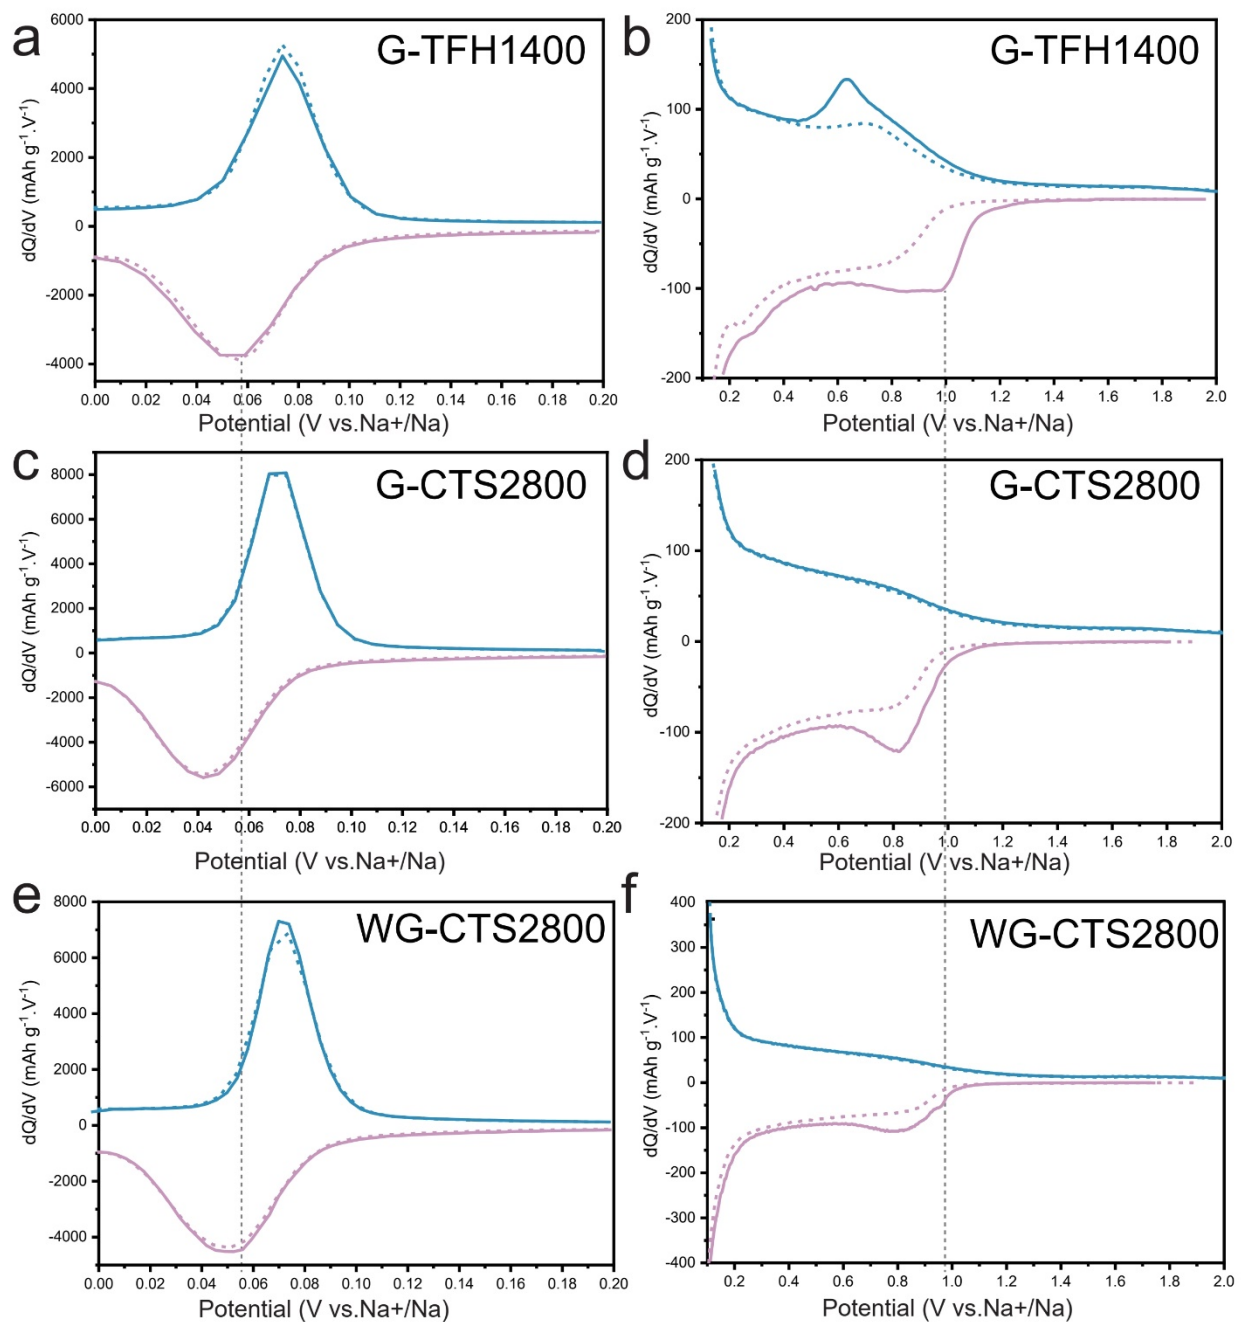 a
G-TFH1400
6000
4000
2000
0
-2000
-4000
dQ/dV (mAh g⁻¹.V⁻¹)
0.00 0.02 0.04 0.06 0.08 0.10 0.12 0.14 0.16 0.18 0.20
Potential (V vs.Na+/Na)
b
G-TFH1400
200
100
0
-100
-200
dQ/dV (mAh g⁻¹.V⁻¹)
0.2 0.4 0.6 0.8 1.0 1.2 1.4 1.6 1.8 2.0
Potential (V vs.Na+/Na)
c
G-CTS2800
8000
6000
4000
2000
0
-2000
-4000
-6000
dQ/dV (mAh g⁻¹.V⁻¹)
0.00 0.02 0.04 0.06 0.08 0.10 0.12 0.14 0.16 0.18 0.20
Potential (V vs.Na+/Na)
d
G-CTS2800
200
100
0
-100
-200
dQ/dV (mAh g⁻¹.V⁻¹)
0.2 0.4 0.6 0.8 1.0 1.2 1.4 1.6 1.8 2.0
Potential (V vs.Na+/Na)
e
WG-CTS2800
8000
6000
4000
2000
0
-2000
-4000
dQ/dV (mAh g⁻¹.V⁻¹)
0.00 0.02 0.04 0.06 0.08 0.10 0.12 0.14 0.16 0.18 0.20
Potential (V vs.Na+/Na)
f
WG-CTS2800
400
300
200
100
0
-100
-200
-300
-400
dQ/dV (mAh g⁻¹.V⁻¹)
0.2 0.4 0.6 0.8 1.0 1.2 1.4 1.6 1.8 2.0
Potential (V vs.Na+/Na)